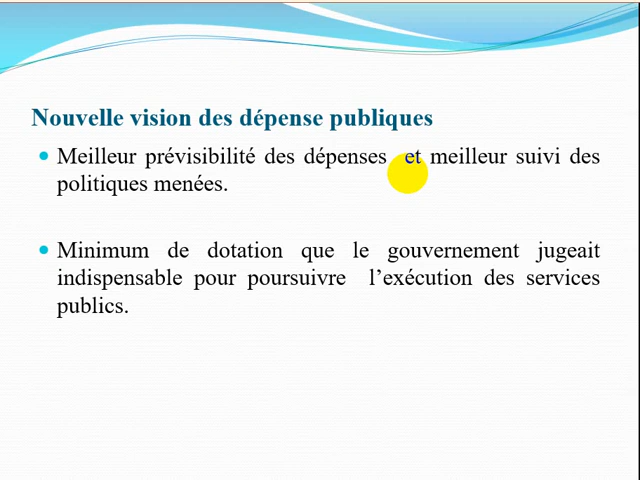 Nouvelle vision des dépense publiques
Meilleur prévisibilité des dépenses et meilleur suivi des
politiques menées.
Minimum de dotation que le gouvernement jugeait
indispensable pour poursuivre l’exécution des services
publics.